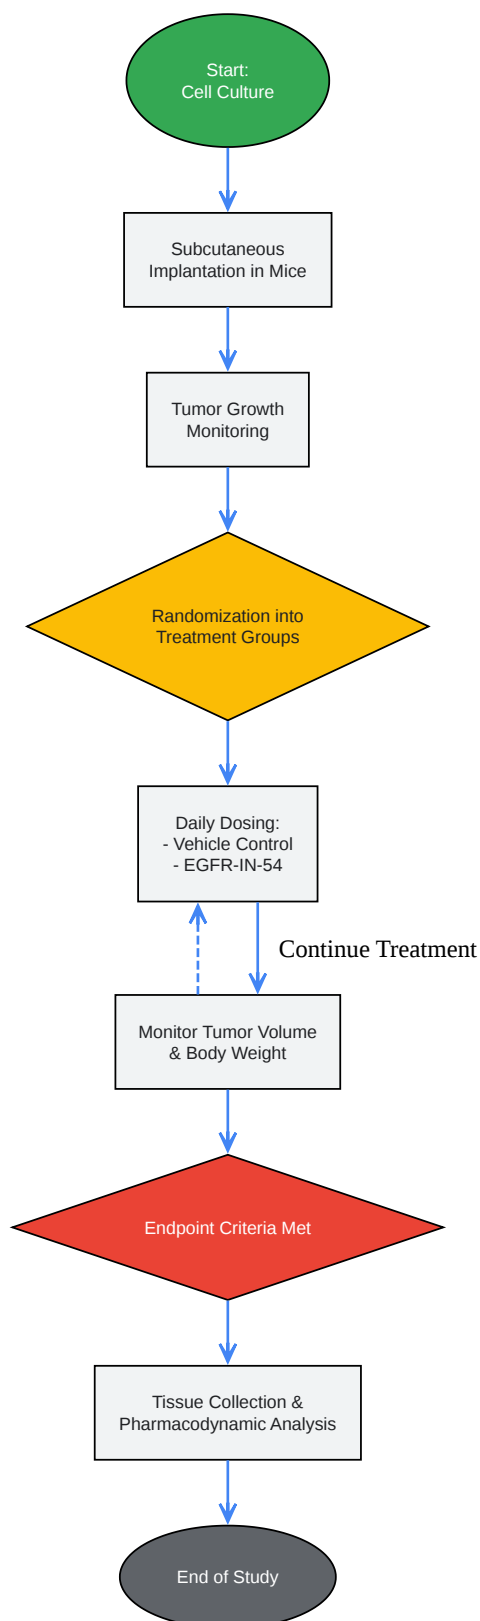 Start:
Cell Culture
Subcutaneous
Implantation in Mice
Tumor Growth
Monitoring
Randomization into
Treatment Groups
Daily Dosing:
- Vehicle Control
- EGFR-IN-54
Continue Treatment
Monitor Tumor Volume
& Body Weight
Endpoint Criteria Met
Tissue Collection &
Pharmacodynamic Analysis
End of Study